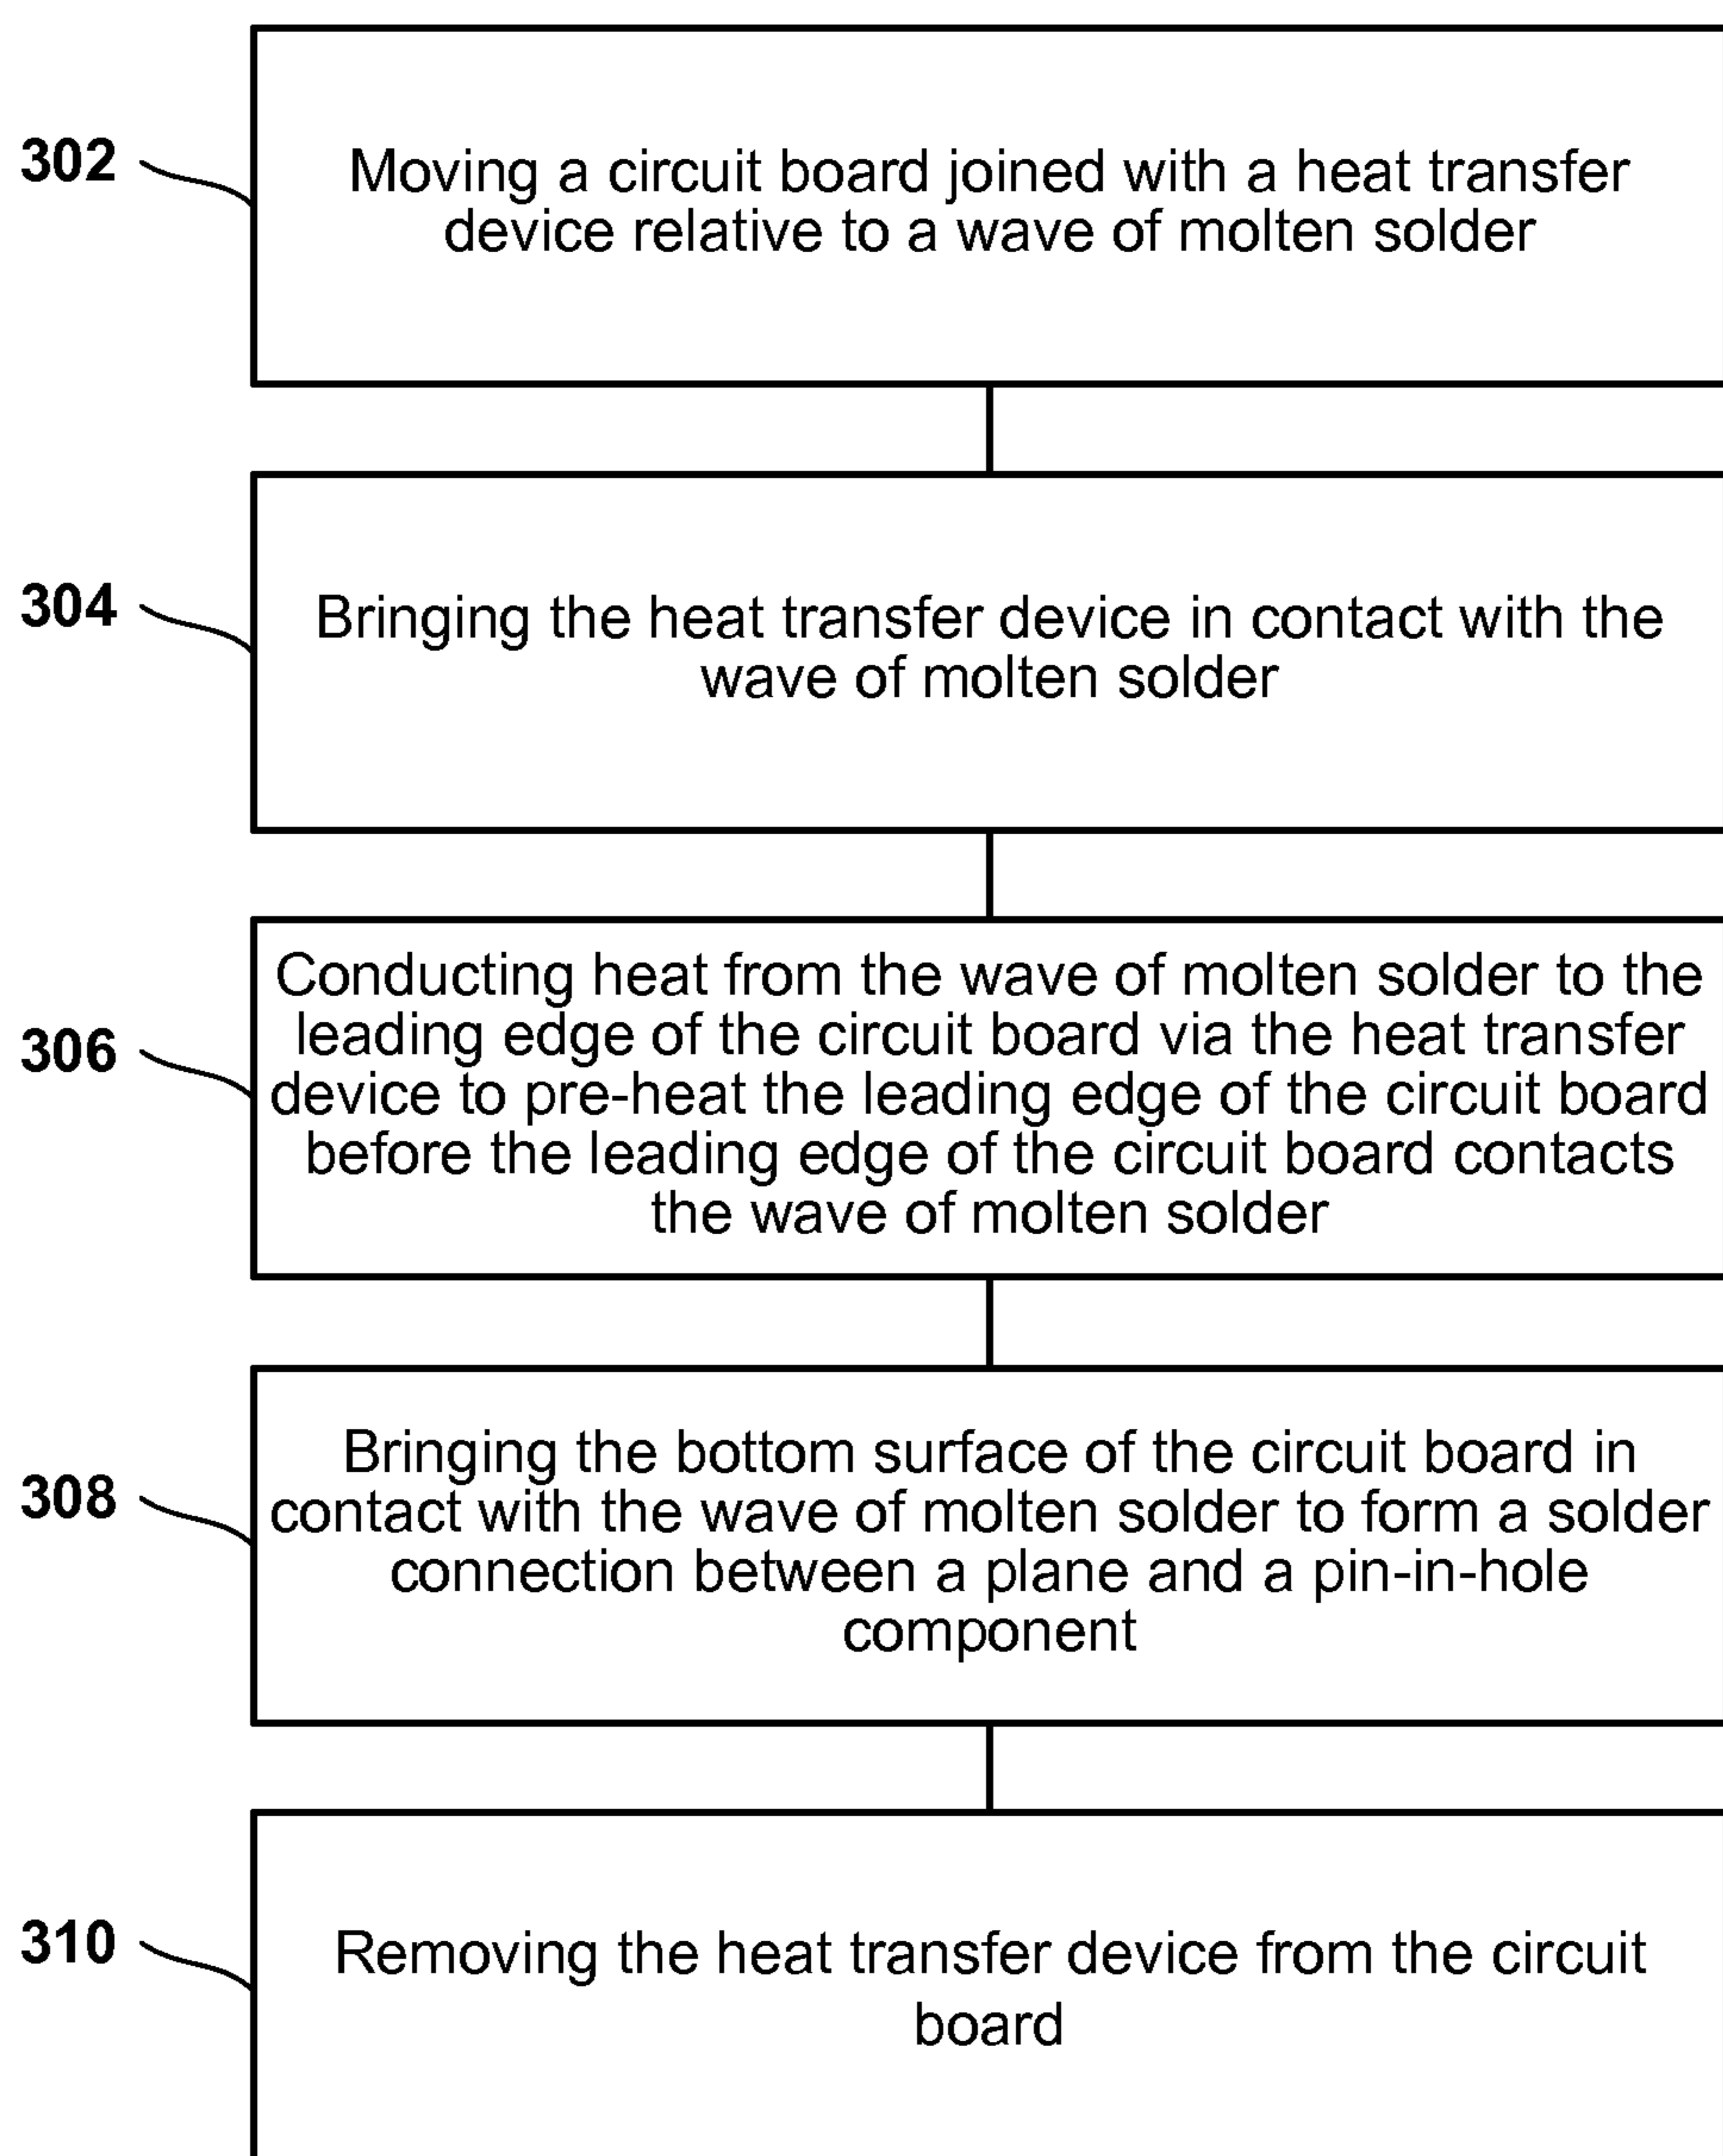 302
Moving a circuit board joined with a heat transfer
device relative to a wave of molten solder
304
Bringing the heat transfer device in contact with the
wave of molten solder
306
Conducting heat from the wave of molten solder to the
leading edge of the circuit board via the heat transfer
device to pre-heat the leading edge of the circuit board
before the leading edge of the circuit board contacts
the wave of molten solder
308
Bringing the bottom surface of the circuit board in
contact with the wave of molten solder to form a solder
connection between a plane and a pin-in-hole
component
310
Removing the heat transfer device from the circuit
board